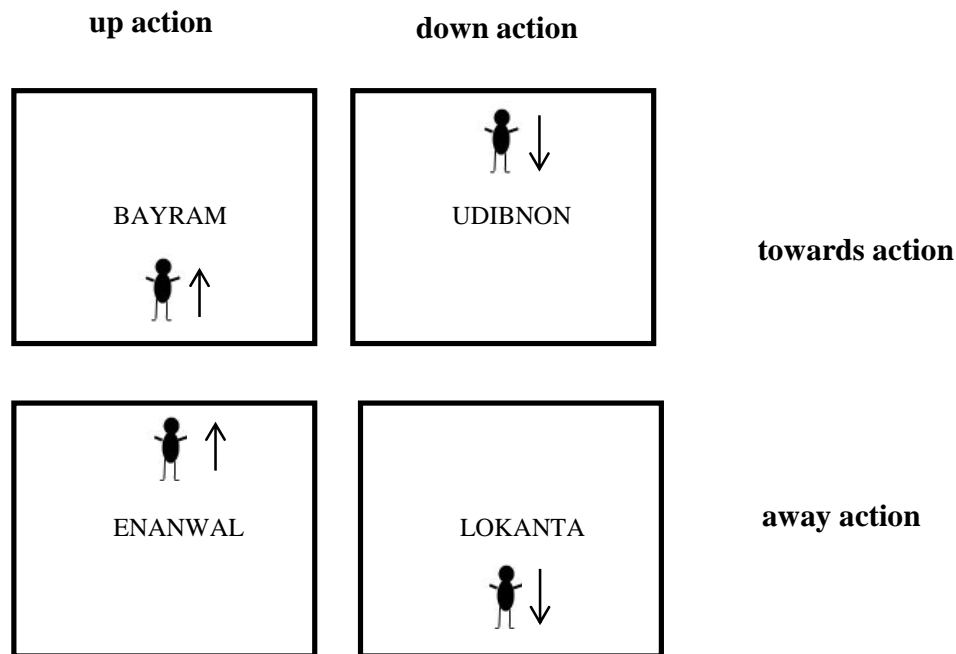 up action
down action
BAYRAM
UDIBNON
towards action
ENANWAL
LOKANTA
away action